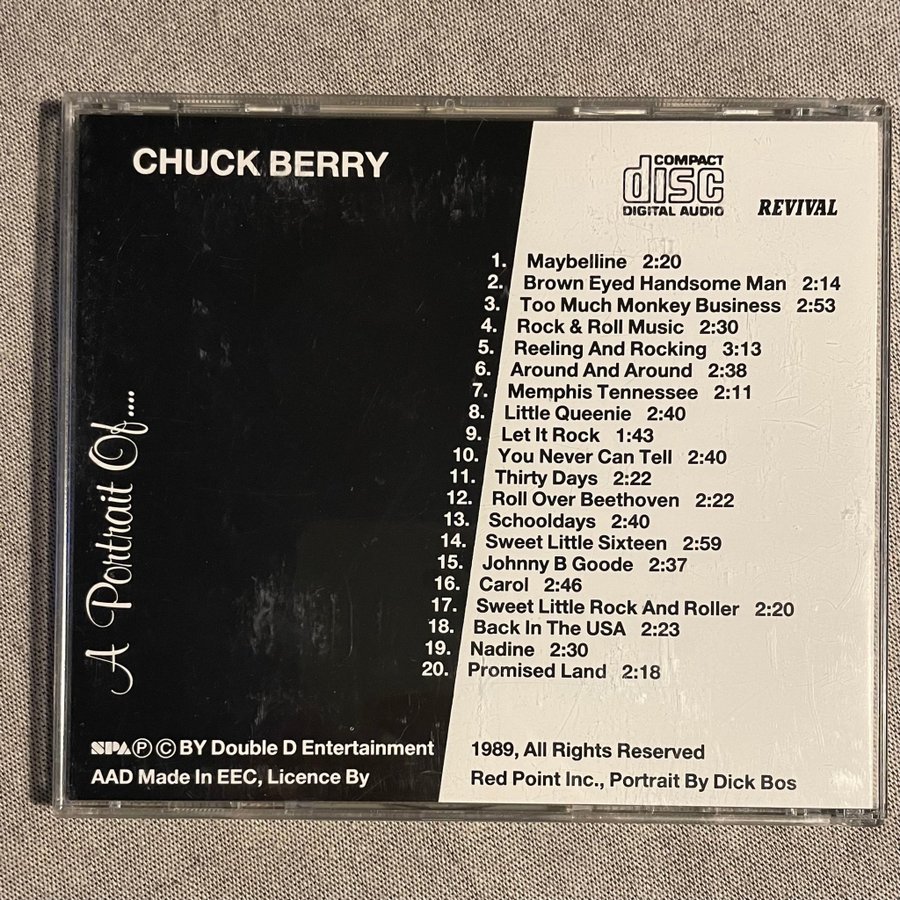 CHUCK BERRY
COMPACT
disc
DIGITAL AUDIO
REVIVAL
A Portrait Of....
1. Maybelline 2:20
2. Brown Eyed Handsome Man 2:14
3. Too Much Monkey Business 2:53
4. Rock & Roll Music 2:30
5. Reeling And Rocking 3:13
6. Around And Around 2:38
7. Memphis Tennessee 2:11
8. Little Queenie 2:40
9. Let It Rock 1:43
10. You Never Can Tell 2:40
11. Thirty Days 2:22
12. Roll Over Beethoven 2:22
13. Schooldays 2:40
14. Sweet Little Sixteen 2:59
15. Johnny B Goode 2:37
16. Carol 2:46
17. Sweet Little Rock And Roller 2:20
18. Back In The USA 2:23
19. Nadine 2:30
20. Promised Land 2:18
SPA Ⓟ © BY Double D Entertainment 1989, All Rights Reserved
AAD Made In EEC, Licence By Red Point Inc., Portrait By Dick Bos